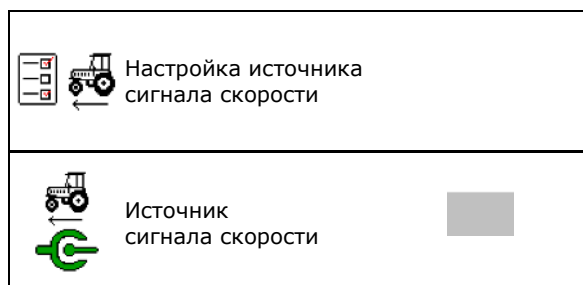 Настройка источника
сигнала скорости
Источник
сигнала скорости